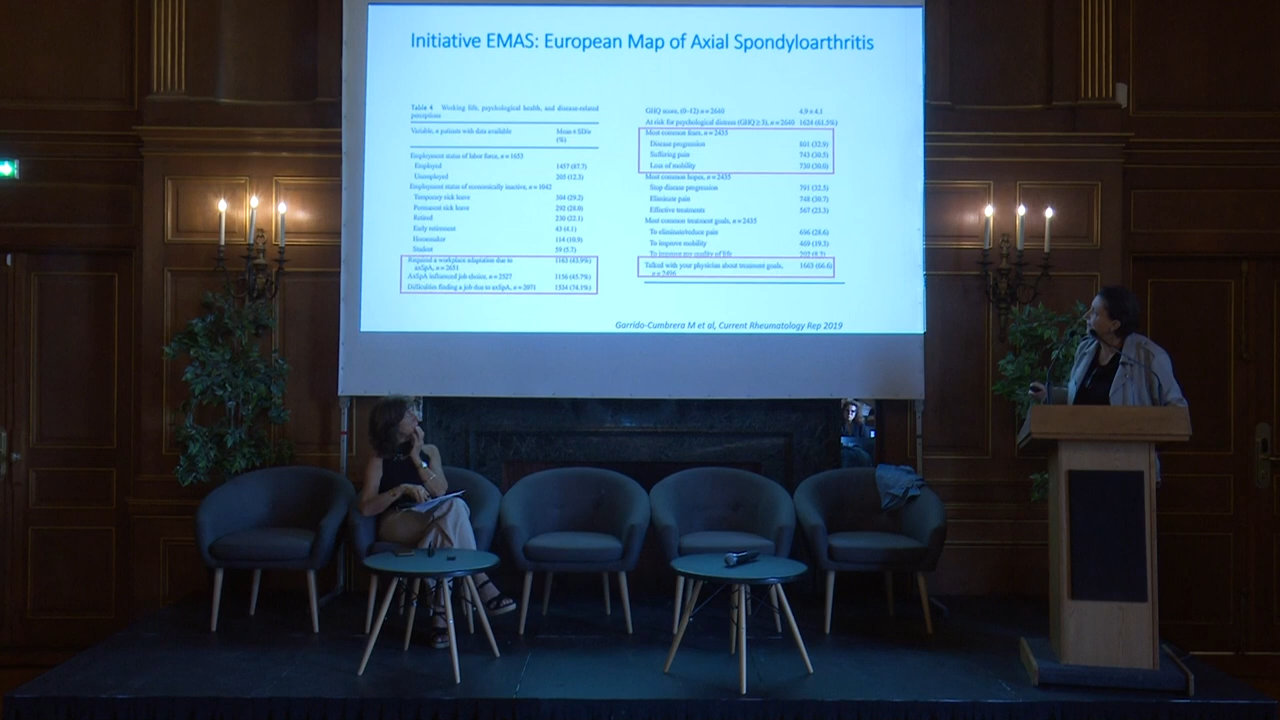 Initiative EMAS: European Map of Axial Spondyloarthritis
Table 4 Working life, psychological health, and disease-related
perceptions
Variable, n patients with data available
Mean ± SD/n
(%)
Employment status of labor force, n = 1653
Employed 1457 (87.7)
Unemployed 205 (12.3)
Employment status of economically inactive, n = 1042
Temporary sick leave 304 (29.2)
Permanent sick leave 292 (28.0)
Retired 230 (22.1)
Early retirement 43 (4.1)
Homemaker 114 (10.9)
Student 59 (5.7)
Required a workplace adaptation due to 1163 (43.9%)
axSpA, n = 2651
AxSpA influenced job choice, n = 2527 1156 (45.7%)
Difficulties finding a job due to axSpA, n = 2071 1534 (74.1%)
GHQ score, (0–12) n = 2640 4.9 ± 4.1
At risk for psychological distress (GHQ ≥ 3), n = 2640 1624 (61.5%)
Most common fears, n = 2435
Disease progression 801 (32.9)
Suffering pain 743 (30.5)
Loss of mobility 730 (30.0)
Most common hopes, n = 2435
Stop disease progression 791 (32.5)
Eliminate pain 748 (30.7)
Effective treatments 567 (23.3)
Most common treatment goals, n = 2435
To eliminate/reduce pain 696 (28.6)
To improve mobility 469 (19.3)
To improve my quality of life
Talked with your physician about treatment goals, 1663 (66.6)
n = 2496
Garrido-Cumbrera M et al, Current Rheumatology Rep 2019